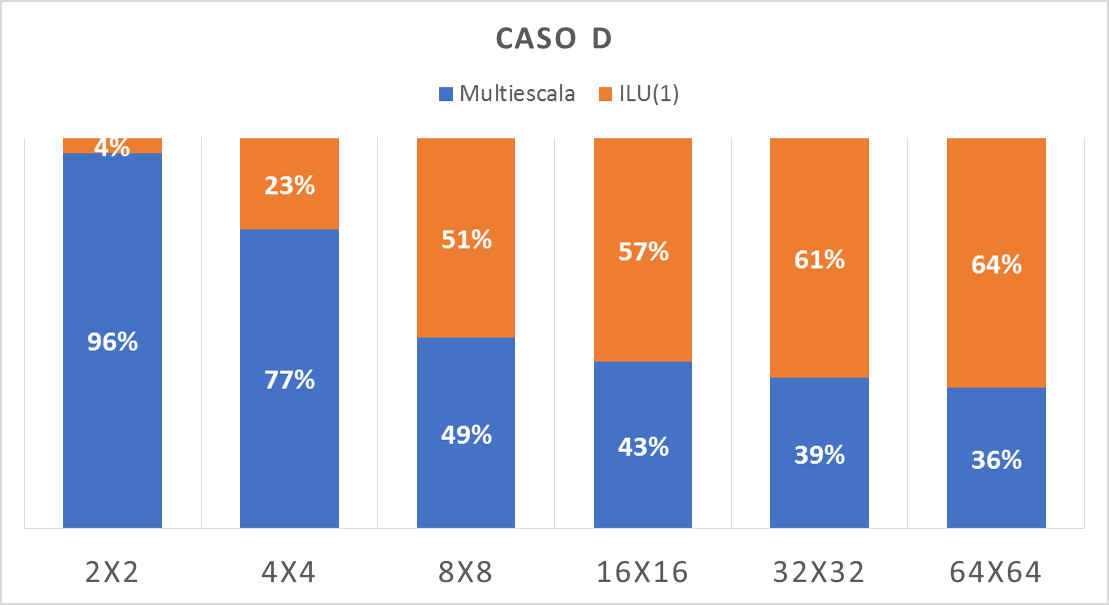 CASO D
Multiescala ILU(1)
4% 23% 51% 57% 61% 64%
96% 77% 49% 43% 39% 36%
2X2 4X4 8X8 16X16 32X32 64X64